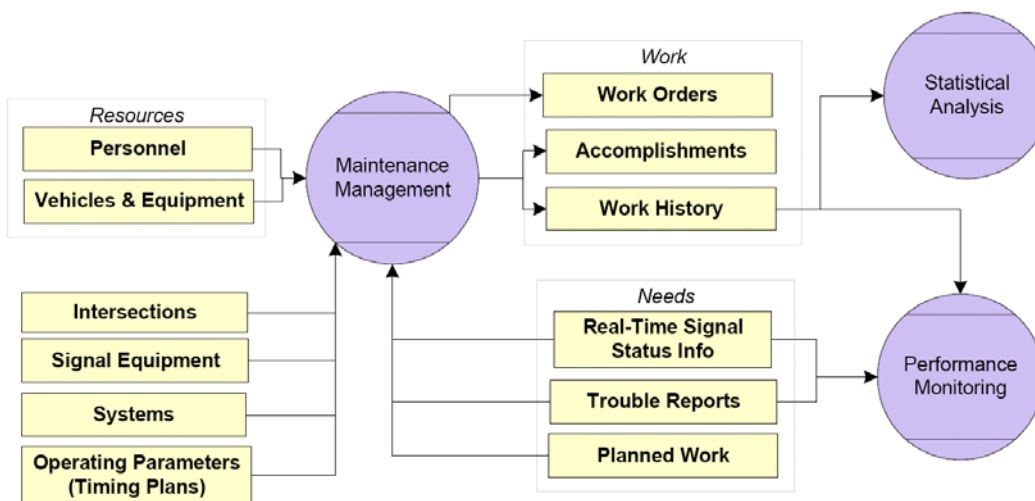 Resources
Personnel
Vehicles & Equipment
Intersections
Signal Equipment
Systems
Operating Parameters
(Timing Plans)
Maintenance
Management
Work
Work Orders
Accomplishments
Work History
Needs
Real-Time Signal
Status Info
Trouble Reports
Planned Work
Statistical
Analysis
Performance
Monitoring